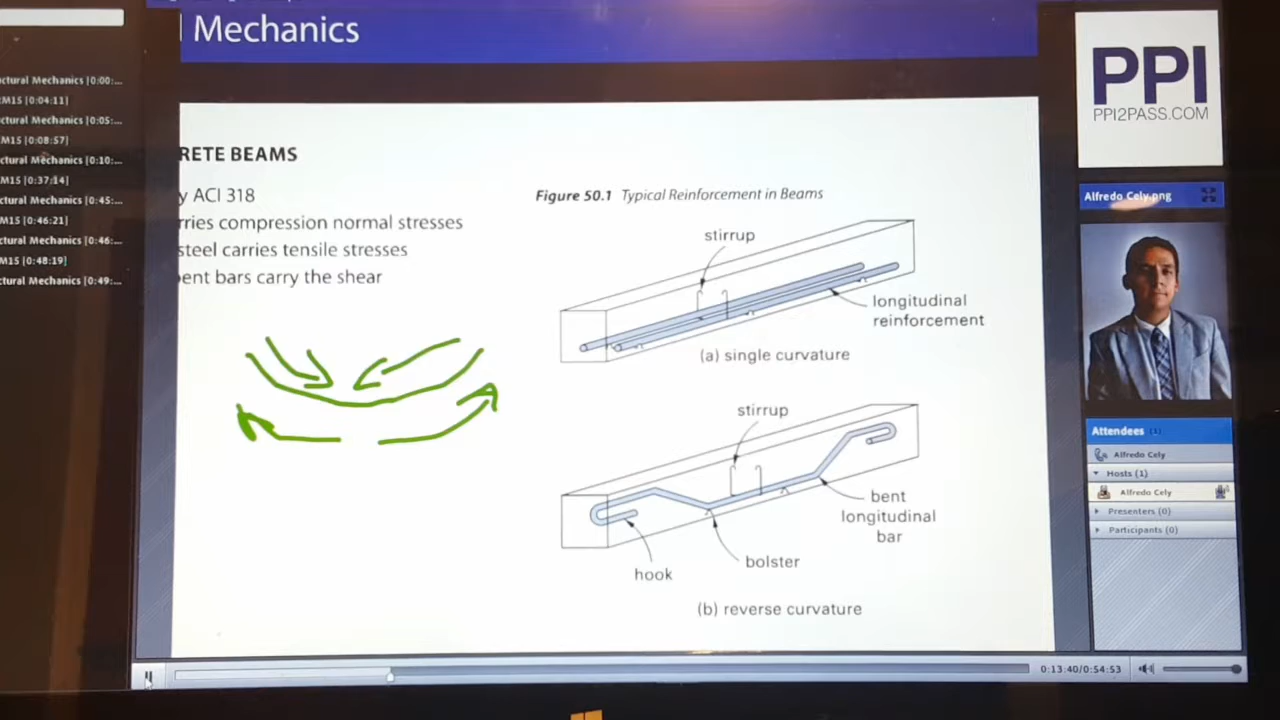 Mechanics
PPI
PPI2PASS.COM
ctural Mechanics [0:00:...
M15 [0:04:11]
ctural Mechanics [0:05:...
M15 [0:08:57]
ctural Mechanics [0:10:...
M15 [0:37:14]
ctural Mechanics [0:45:...
M15 [0:46:21]
ctural Mechanics [0:46:...
M15 [0:48:19]
ctural Mechanics [0:49:...
RETE BEAMS
y ACI 318
rries compression normal stresses
steel carries tensile stresses
ent bars carry the shear
Figure 50.1 Typical Reinforcement in Beams
stirrup
longitudinal
reinforcement
(a) single curvature
stirrup
bent
longitudinal
bar
bolster
hook
(b) reverse curvature
Alfredo Cely.png
Attendees (1)
Alfredo Cely
Hosts (1)
Alfredo Cely
Presenters (0)
Participants (0)
0:13:40/0:54:53